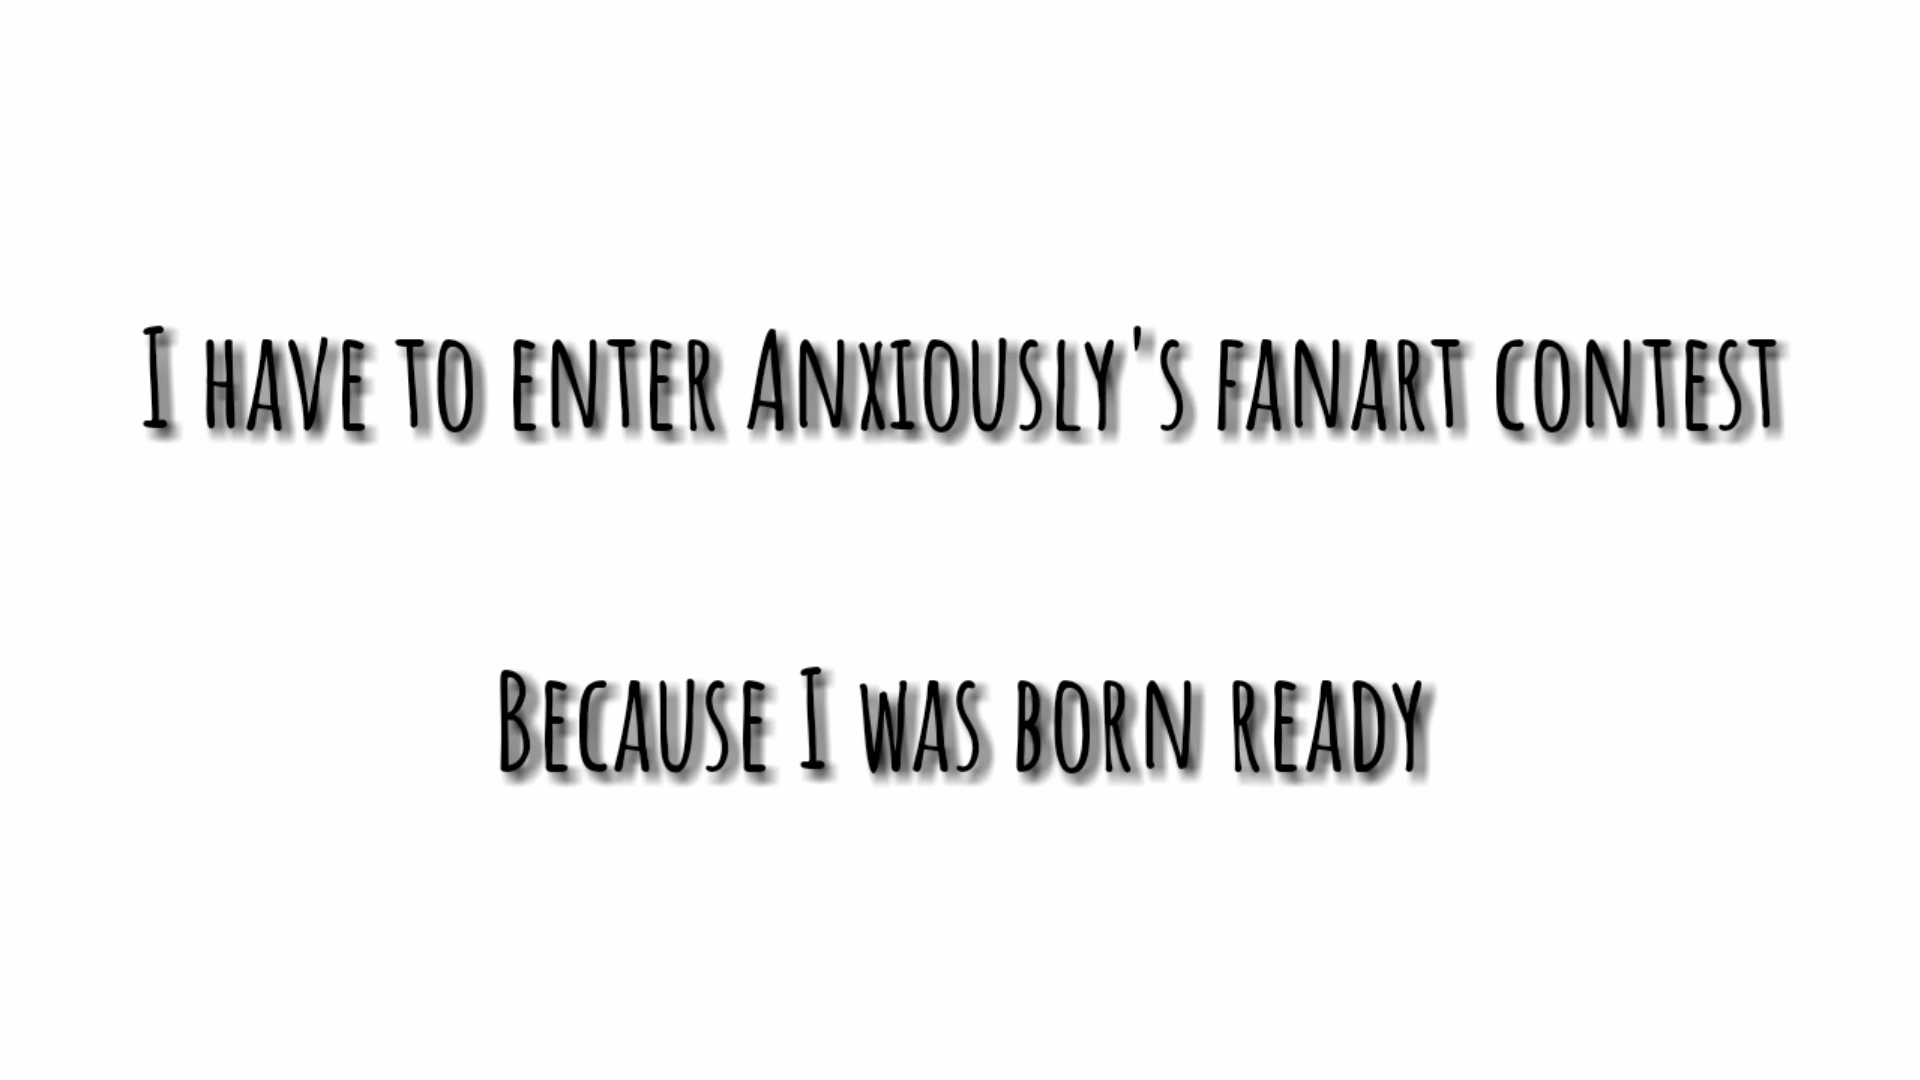 I have to enter Anxiously's fanart contest
Because I was born ready